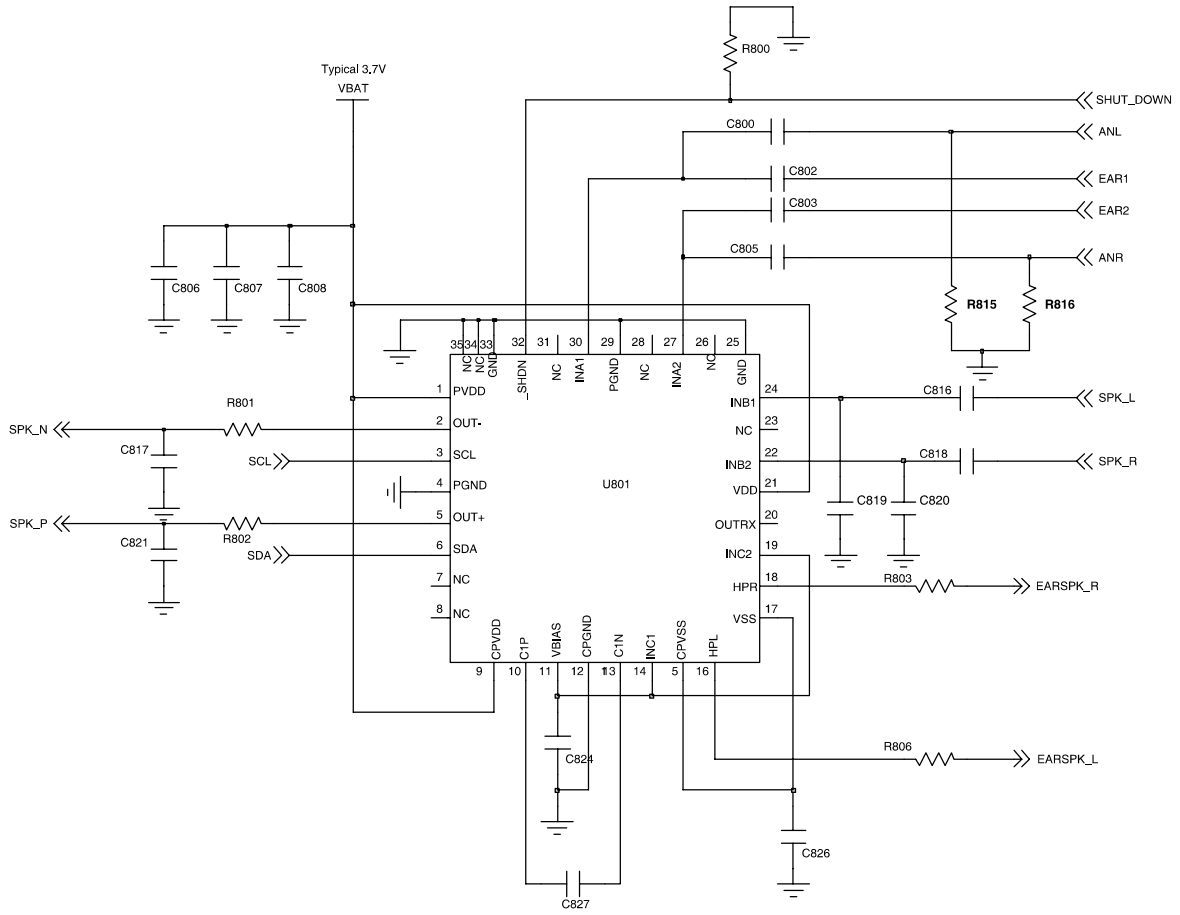 R800
Typical 3.7V
VBAT
SHUT_DOWN
C800
ANL
C802
EAR1
C803
EAR2
C805
ANR
C806
C807
C808
R815
R816
35
34
33
32
31
30
29
28
27
26
25
NC
NC
GND
_SHDN
NC
INA1
PGND
NC
INA2
NC
GND
1
PVDD
INB1
24
C816
SPK_L
R801
SPK_N
2
OUT-
NC
23
C817
SCL
3
SCL
INB2
22
C818
SPK_R
4
PGND
U801
VDD
21
C819
C820
SPK_P
R802
5
OUT+
OUTRX
20
C821
SDA
6
SDA
INC2
19
7
NC
HPR
18
R803
EARSPK_R
8
NC
VSS
17
CPVDD
C1P
VBIAS
CPGND
C1N
INC1
CPVSS
HPL
9
10
11
12
13
14
5
16
C824
R806
EARSPK_L
C826
C827